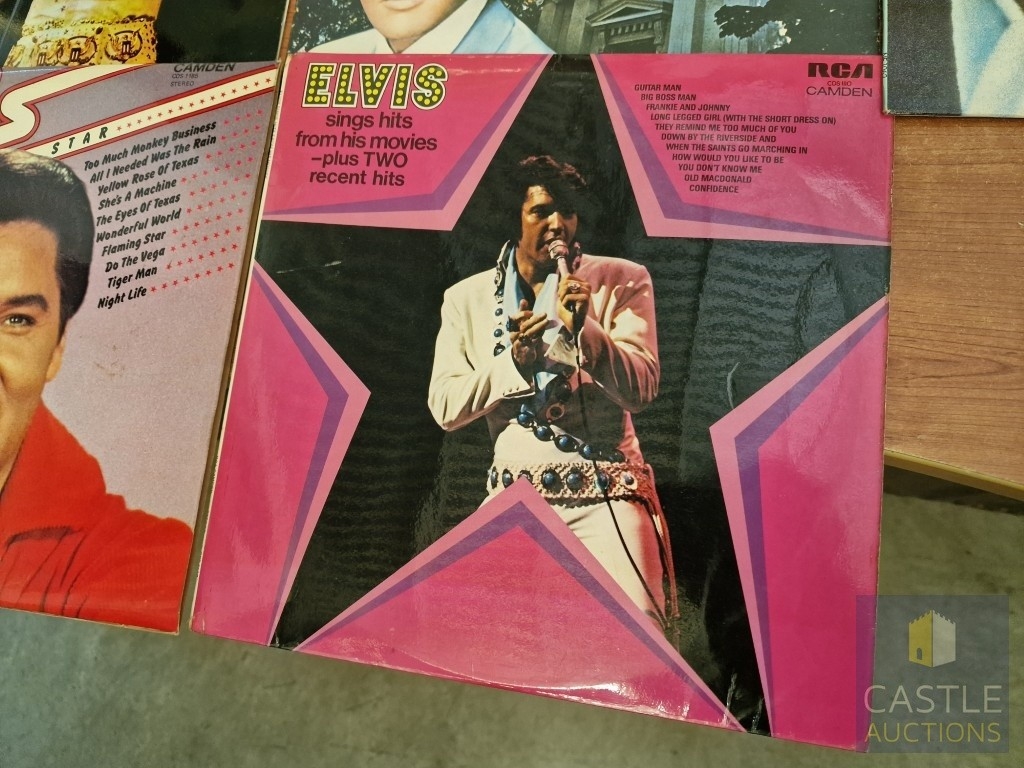 CAMDEN
CDS 1185
STEREO
S
STAR
Too Much Monkey Business
All I Needed Was The Rain
Yellow Rose Of Texas
She's A Machine
The Eyes Of Texas
Wonderful World
Flaming Star
Do The Vega
Tiger Man
Night Life
ELVIS
sings hits
from his movies
–plus TWO
recent hits
RCA
CAMDEN
GUITAR MAN
BIG BOSS MAN
FRANKIE AND JOHNNY
LONG LEGGED GIRL (WITH THE SHORT DRESS ON)
THEY REMIND ME TOO MUCH OF YOU
DOWN BY THE RIVERSIDE AND
WHEN THE SAINTS GO MARCHING IN
HOW WOULD YOU LIKE TO BE
YOU DON'T KNOW ME
OLD MACDONALD
CONFIDENCE
CASTLE
AUCTIONS